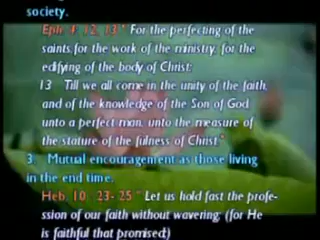 society.
Eph. 4: 12, 13 " For the perfecting of the
saints, for the work of the ministry, for the
edifying of the body of Christ:
13 Till we all come in the unity of the faith,
and of the knowledge of the Son of God,
unto a perfect man, unto the measure of
the stature of the fulness of Christ."
3. Mutual encouragement as those living
in the end time.
Heb. 10, 23- 25 " Let us hold fast the profe-
ssion of our faith without wavering; (for He
is faithful that promised;)